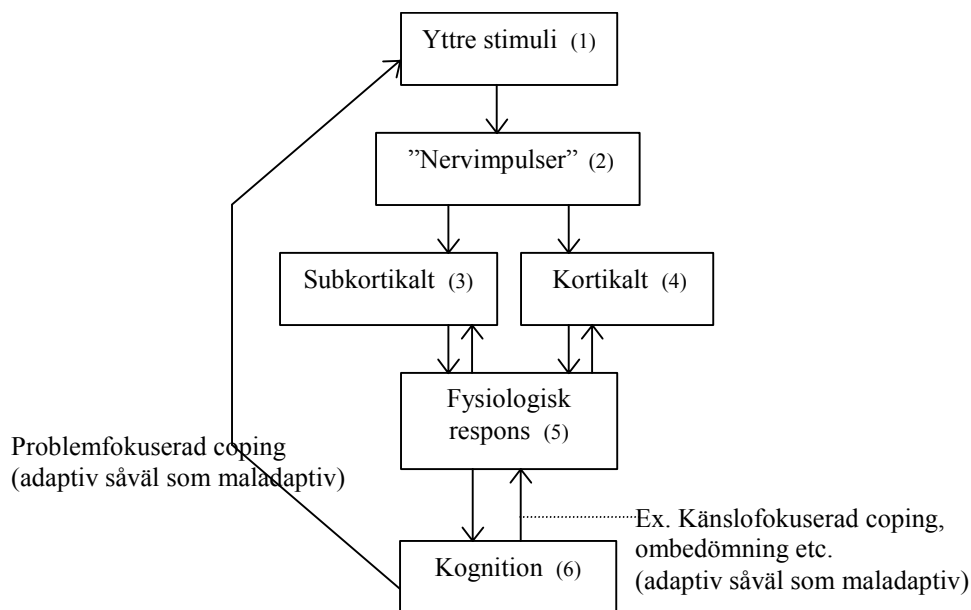 Yttre stimuli (1)
”Nervimpulser” (2)
Subkortikalt (3)
Kortikalt (4)
Fysiologisk
respons (5)
Problemfokuserad coping
(adaptiv såväl som maladaptiv)
Ex. Känslofokuserad coping,
ombedömning etc.
(adaptiv såväl som maladaptiv)
Kognition (6)